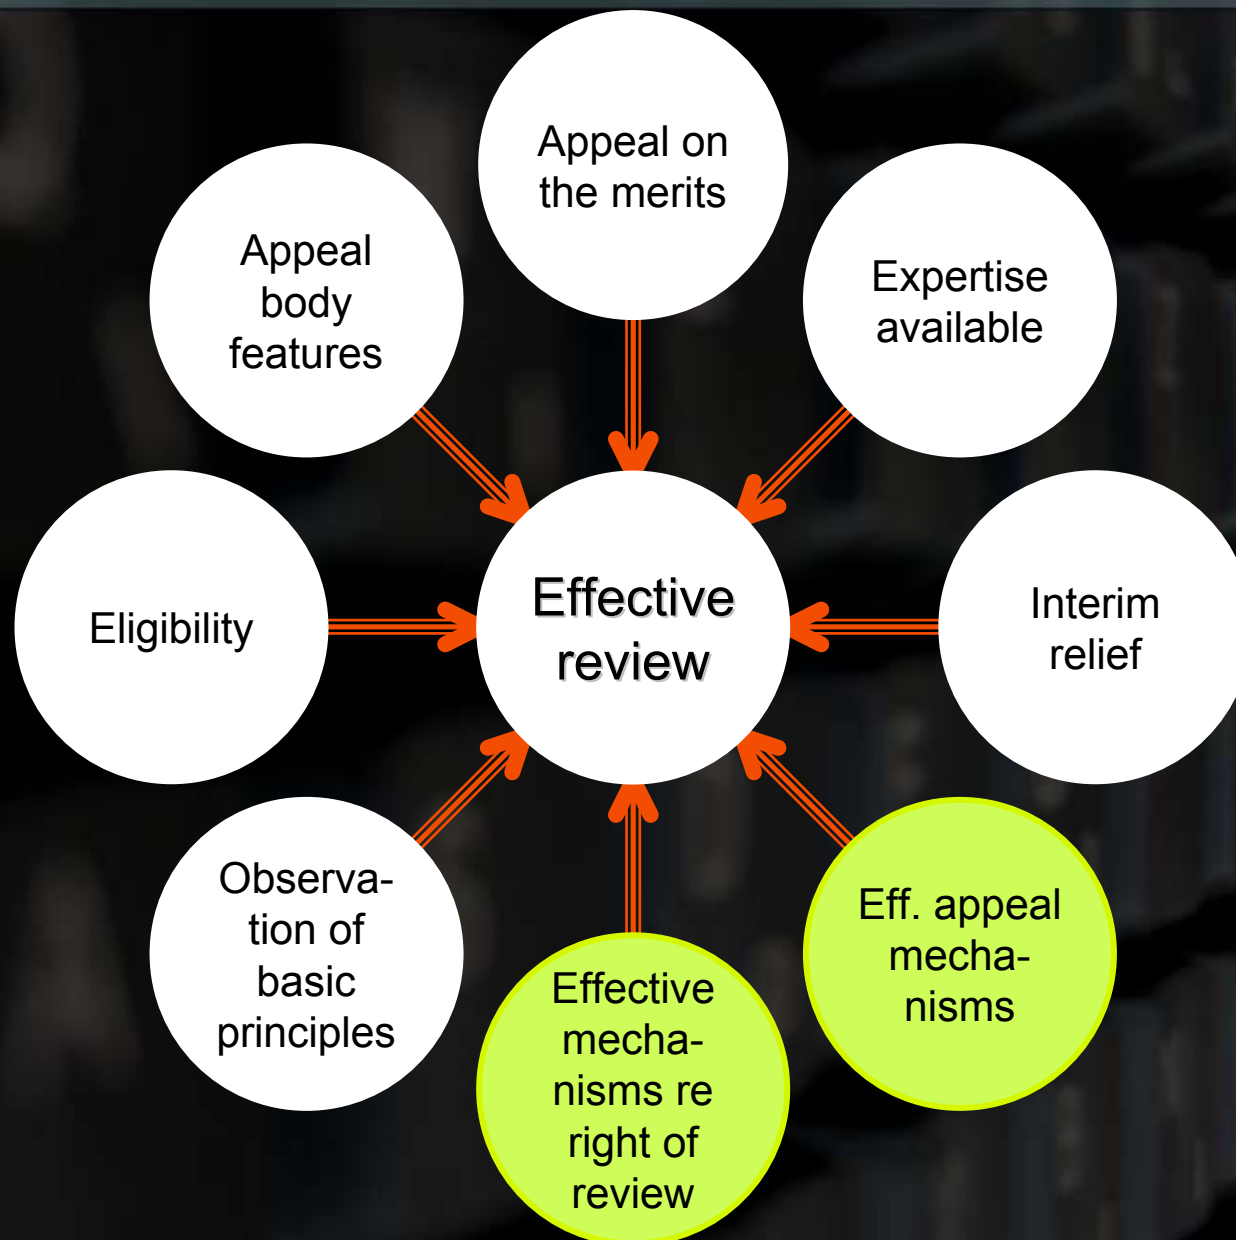 Appeal on
the merits
Appeal
body
features
Expertise
available
Eligibility
Effective
review
Interim
relief
Observa-
tion of
basic
principles
Effective
mecha-
nisms re
right of
review
Eff. appeal
mecha-
nisms